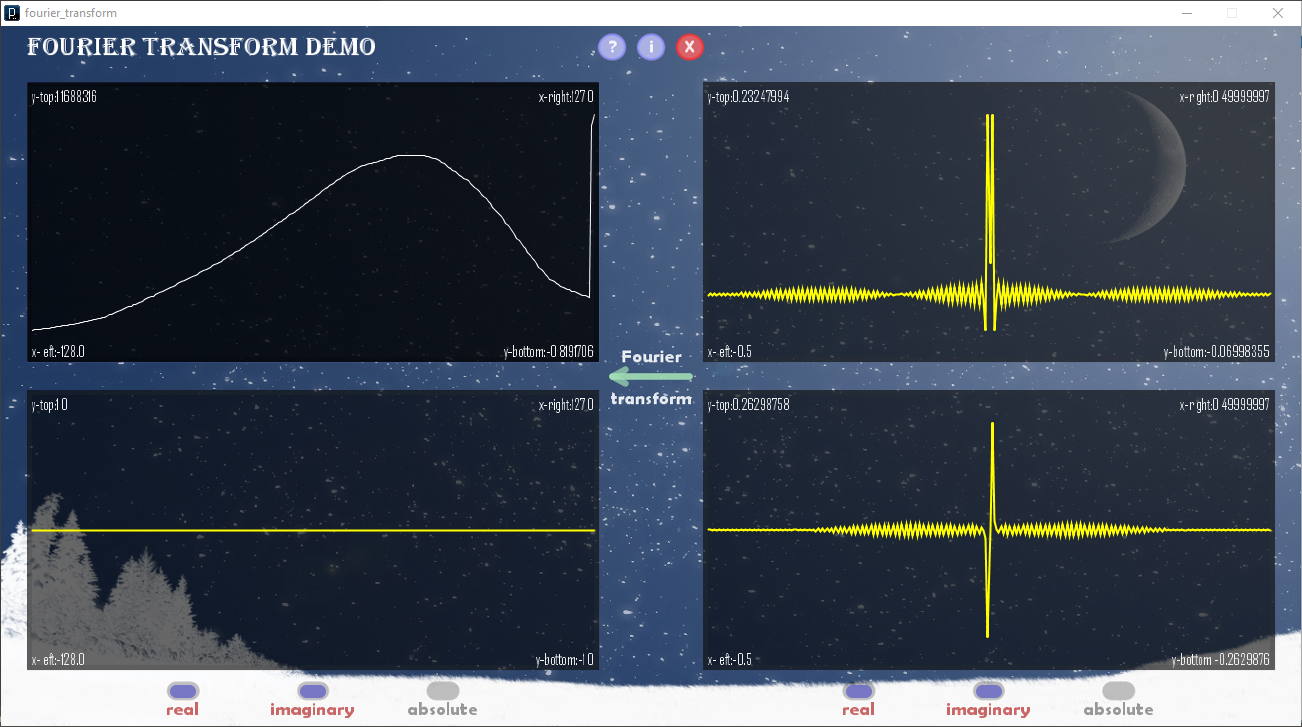 fourier_transform
FOURIER TRANSFORM DEMO
? i X
y-top:1.1688316
x-right:127.0
x-left:-128.0
y-bottom:-0.8191706
y-top:0.23247994
x-right:0.49999997
x-left:-0.5
y-bottom:-0.06998355
Fourier
transform
y-top:1.0
x-right:127.0
x-left:-128.0
y-bottom:-1.0
y-top:0.26298758
x-right:0.49999997
x-left:-0.5
y-bottom:-0.2629876
real imaginary absolute
real imaginary absolute